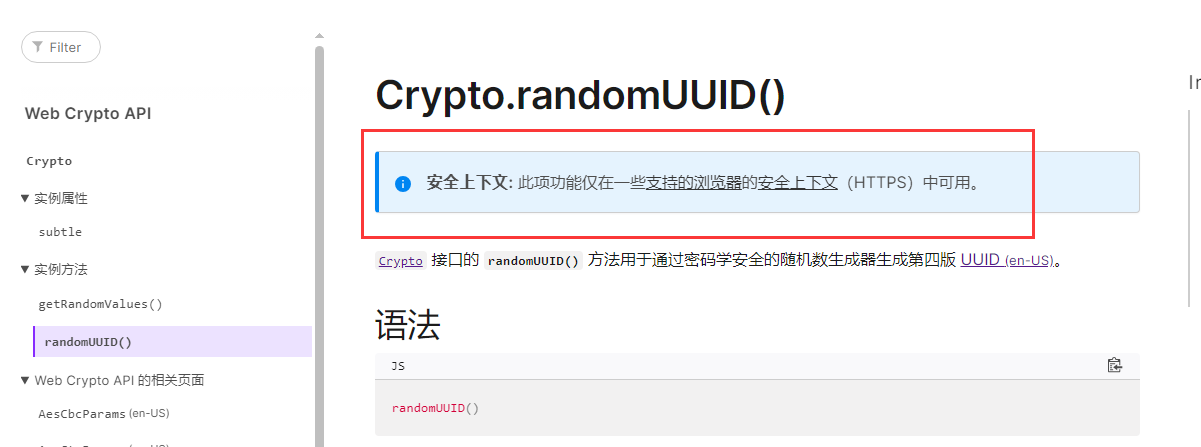 Filter
Web Crypto API
Crypto
▼ 实例属性
subtle
▼ 实例方法
getRandomValues()
randomUUID()
▼ Web Crypto API 的相关页面
AesCbcParams (en-US)
Crypto.randomUUID()
安全上下文: 此项功能仅在一些支持的浏览器的安全上下文（HTTPS）中可用。
Crypto 接口的 randomUUID() 方法用于通过密码学安全的随机数生成器生成第四版 UUID (en-US)。
语法
JS
randomUUID()